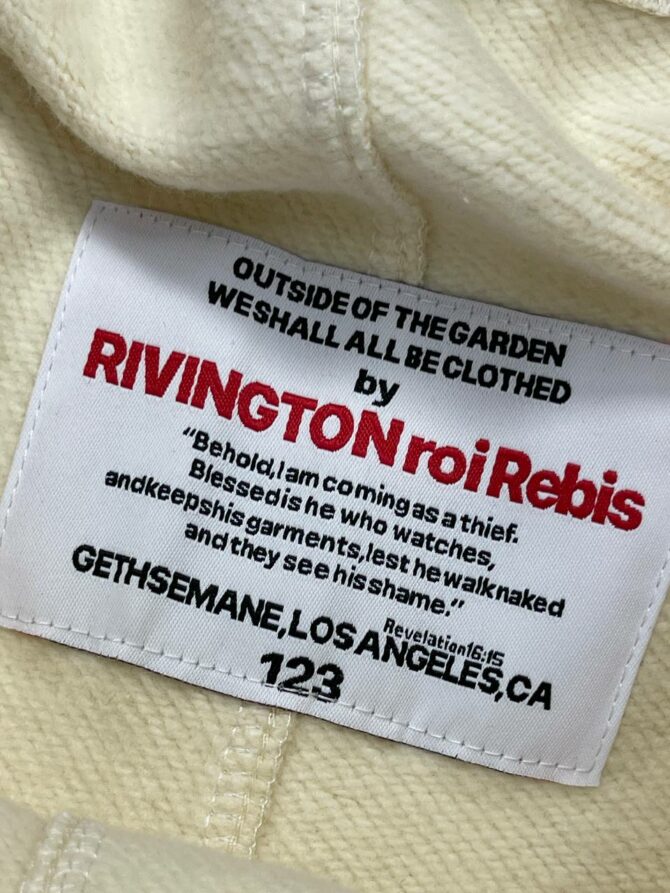 OUTSIDE OF THE GARDEN
WE SHALL ALL BE CLOTHED
by
RIVINGTON roi Rebis
“Behold, I am coming as a thief.
Blessed is he who watches,
and keeps his garments, lest he walk naked
and they see his shame.”
Revelation 16:15
GETHSEMANE, LOS ANGELES, CA
123